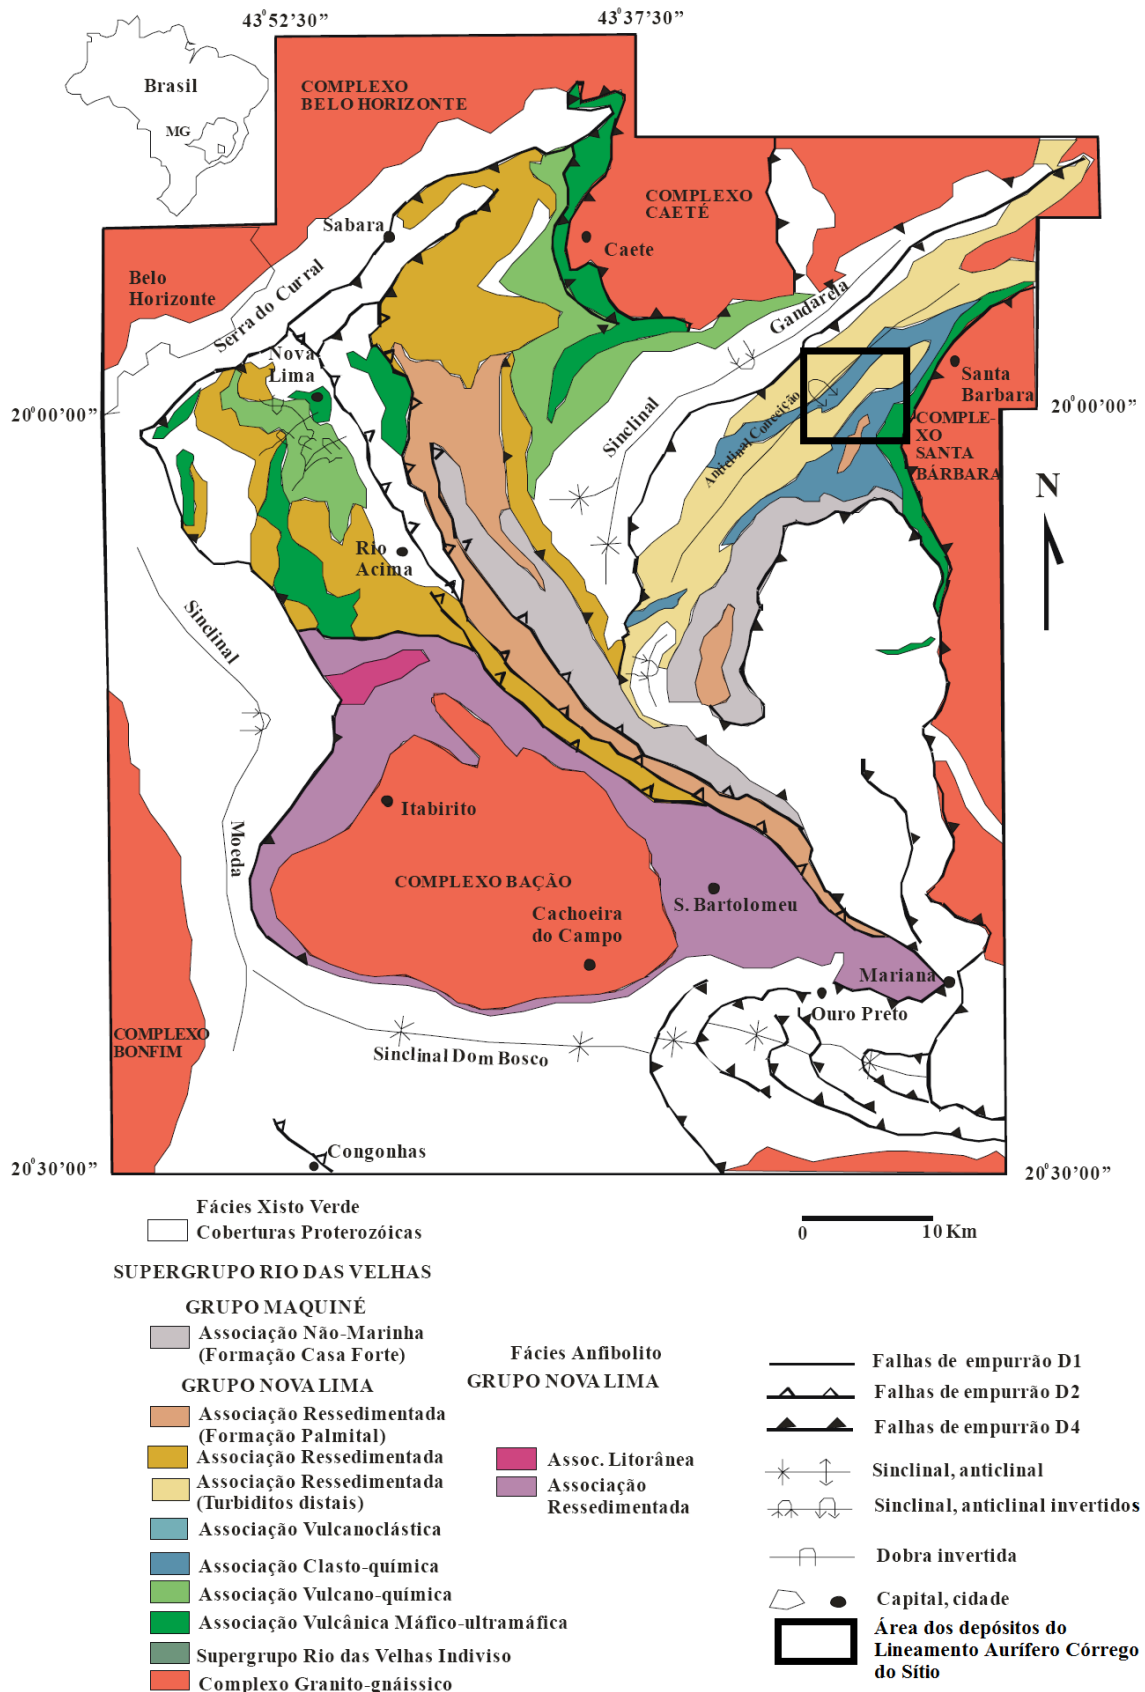 43°52'30”
43°37'30”
Brasil
MG
COMPLEXO
BELO HORIZONTE
COMPLEXO
CAETÉ
Sabara
Caete
Belo
Horizonte
Serra do Curral
Gandarela
Sinclinal
Nova
Lima
Santa
Barbara
20°00'00”
20°00'00”
Anticlinal Conceição
COMPLE-
XO
SANTA
BÁRBARA
N
Rio
Acima
Sinclinal
Moeda
Itabirito
COMPLEXO BAÇÃO
S. Bartolomeu
Cachoeira
do Campo
Mariana
Ouro Preto
COMPLEXO
BONFIM
Sinclinal Dom Bosco
Congonhas
20°30'00”
20°30'00”
Fácies Xisto Verde
Coberturas Proterozóicas
0 10 Km
SUPERGRUPO RIO DAS VELHAS
GRUPO MAQUINÉ
Associação Não-Marinha
(Formação Casa Forte)
GRUPO NOVA LIMA
Associação Ressedimentada
(Formação Palmital)
Associação Ressedimentada
Associação Ressedimentada
(Turbiditos distais)
Associação Vulcanoclástica
Associação Clasto-química
Associação Vulcano-química
Associação Vulcânica Máfico-ultramáfica
Supergrupo Rio das Velhas Indiviso
Complexo Granito-gnáissico
Fácies Anfibolito
GRUPO NOVA LIMA
Assoc. Litorânea
Associação
Ressedimentada
Falhas de empurrão D1
Falhas de empurrão D2
Falhas de empurrão D4
Sinclinal, anticlinal
Sinclinal, anticlinal invertidos
Dobra invertida
Capital, cidade
Área dos depósitos do
Lineamento Aurífero Córrego
do Sítio